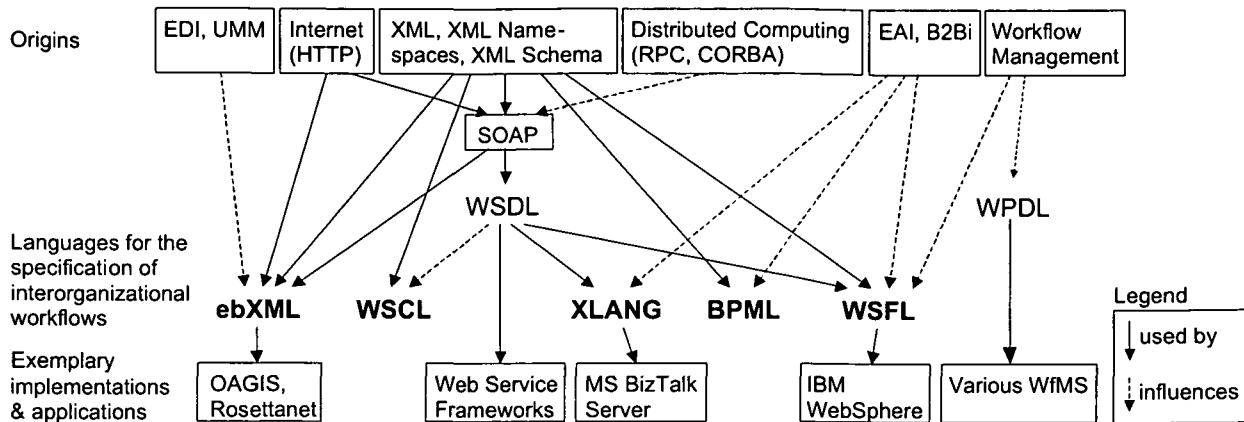 Origins
EDI, UMM
Internet
(HTTP)
XML, XML Name-
spaces, XML Schema
Distributed Computing
(RPC, CORBA)
EAI, B2Bi
Workflow
Management
SOAP
WSDL
WPDL
Languages for the
specification of
interorganizational
workflows
ebXML
WSCL
XLANG
BPML
WSFL
Legend
used by
influences
Exemplary
implementations
& applications
OAGIS,
Rosettanet
Web Service
Frameworks
MS BizTalk
Server
IBM
WebSphere
Various WfMS